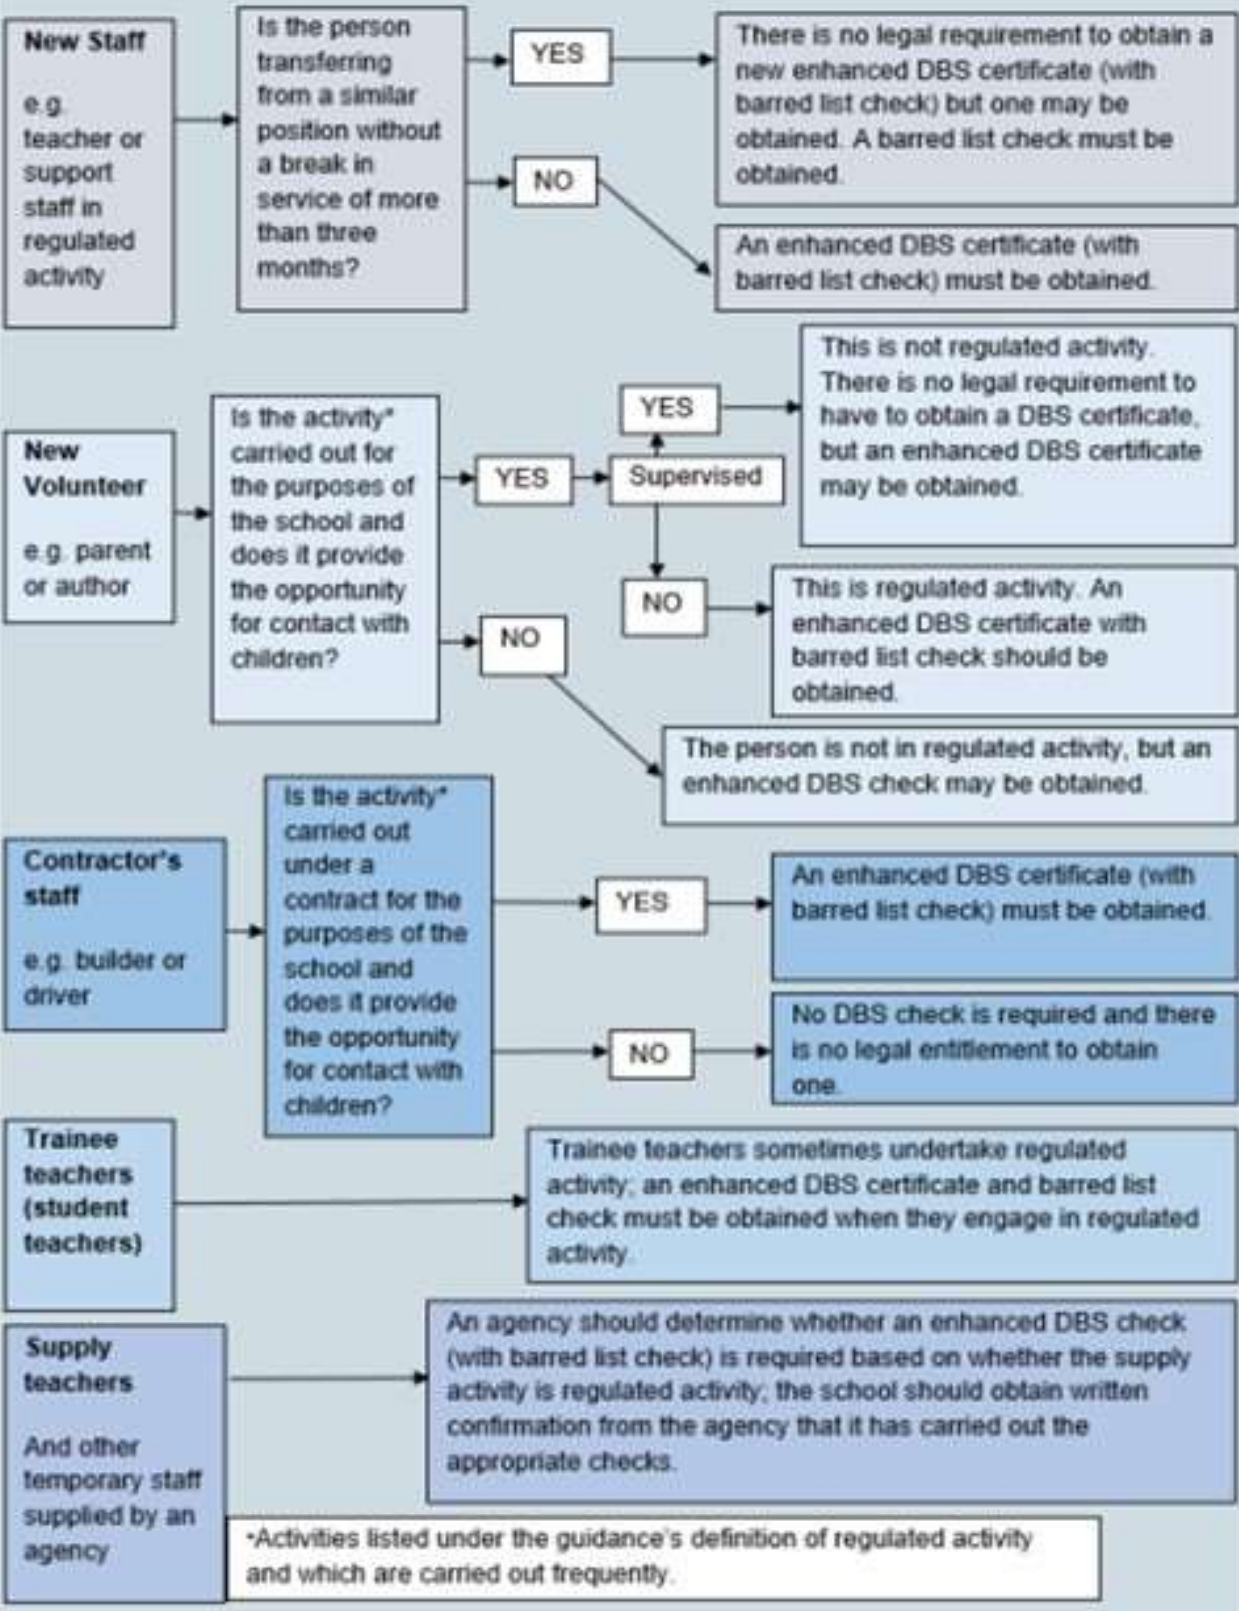 New Staff
e.g.
teacher or
support
staff in
regulated
activity
Is the person
transferring
from a similar
position without
a break in
service of more
than three
months?
YES
There is no legal requirement to obtain a
new enhanced DBS certificate (with
barred list check) but one may be
obtained. A barred list check must be
obtained.
NO
An enhanced DBS certificate (with
barred list check) must be obtained.
New
Volunteer
e.g. parent
or author
Is the activity*
carried out for
the purposes of
the school and
does it provide
the opportunity
for contact with
children?
YES
Supervised
YES
This is not regulated activity.
There is no legal requirement to
have to obtain a DBS certificate,
but an enhanced DBS certificate
may be obtained.
NO
This is regulated activity. An
enhanced DBS certificate with
barred list check should be
obtained.
NO
The person is not in regulated activity, but an
enhanced DBS check may be obtained.
Contractor's
staff
e.g. builder or
driver
Is the activity*
carried out
under a
contract for the
purposes of the
school and
does it provide
the opportunity
for contact with
children?
YES
An enhanced DBS certificate (with
barred list check) must be obtained.
NO
No DBS check is required and there
is no legal entitlement to obtain
one.
Trainee
teachers
(student
teachers)
Trainee teachers sometimes undertake regulated
activity; an enhanced DBS certificate and barred list
check must be obtained when they engage in regulated
activity.
Supply
teachers
And other
temporary staff
supplied by an
agency
An agency should determine whether an enhanced DBS check
(with barred list check) is required based on whether the supply
activity is regulated activity; the school should obtain written
confirmation from the agency that it has carried out the
appropriate checks.
*Activities listed under the guidance's definition of regulated activity
and which are carried out frequently.